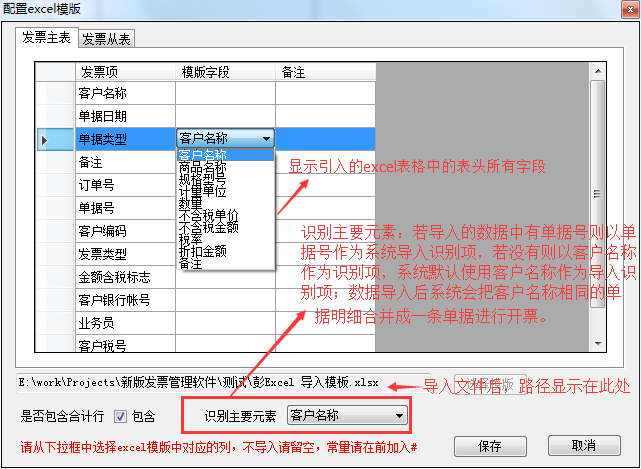 配置excel模版
发票主表 发票从表
发票项 模版字段 备注
客户名称
单据日期
单据类型 客户名称
备注 客户名称
商品名称
订单号 规格型号
计量单位
单据号 数量
不含税单价
客户编码 不含税金额
税率
发票类型 折扣金额
备注
金额含税标志
客户银行帐号
业务员
客户税号
显示引入的excel表格中的表头所有字段
识别主要元素：若导入的数据中有单据号则以单
据号作为系统导入识别项，若没有则以客户名称
作为识别项，系统默认使用客户名称作为导入识
别项；数据导入后系统会把客户名称相同的单
据明细合并成一条单据进行开票。
E:\work\Projects\新版发票管理软件\测试\彭Excel 导入模板.xlsx
导入文件后，路径显示在此处
是否包含合计行 包含 识别主要元素 客户名称
请从下拉框中选择excel模版中对应的列，不导入请留空，常量请在前加入#
保存 取消